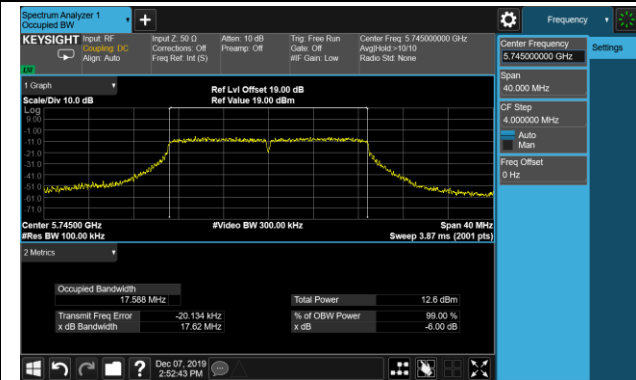 Spectrum Analyzer 1
Occupied BW
+
Frequency
KEYSIGHT
Input: RF
Coupling: DC
Align: Auto
Input Z: 50 Ω
Corrections: Off
Freq Ref: Int (S)
Atten: 10 dB
Preamp: Off
Trig: Free Run
Gate: Off
#IF Gain: Low
Center Freq: 5.745000000 GHz
Avg|Hold:>10/10
Radio Std: None
Center Frequency
5.745000000 GHz
Settings
Span
40.000 MHz
CF Step
4.000000 MHz
Auto
Man
Freq Offset
0 Hz
1 Graph
Scale/Div 10.0 dB
Ref Lvl Offset 19.00 dB
Ref Value 19.00 dBm
Log
9.00
-1.00
-11.0
-21.0
-31.0
-41.0
-51.0
-61.0
-71.0
Center 5.74500 GHz
#Video BW 300.00 kHz
Span 40 MHz
#Res BW 100.00 kHz
Sweep 3.87 ms (2001 pts)
2 Metrics
Occupied Bandwidth
17.588 MHz
Total Power
12.6 dBm
Transmit Freq Error
-20.134 kHz
% of OBW Power
99.00 %
x dB Bandwidth
17.62 MHz
x dB
-6.00 dB
?
Dec 07, 2019
2:52:43 PM